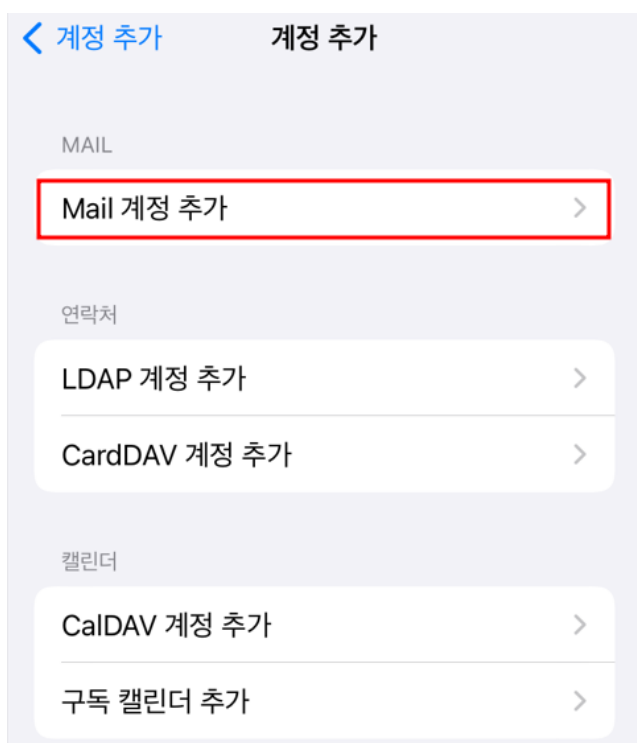 계정 추가 계정 추가
MAIL
Mail 계정 추가
연락처
LDAP 계정 추가
CardDAV 계정 추가
캘린더
CalDAV 계정 추가
구독 캘린더 추가